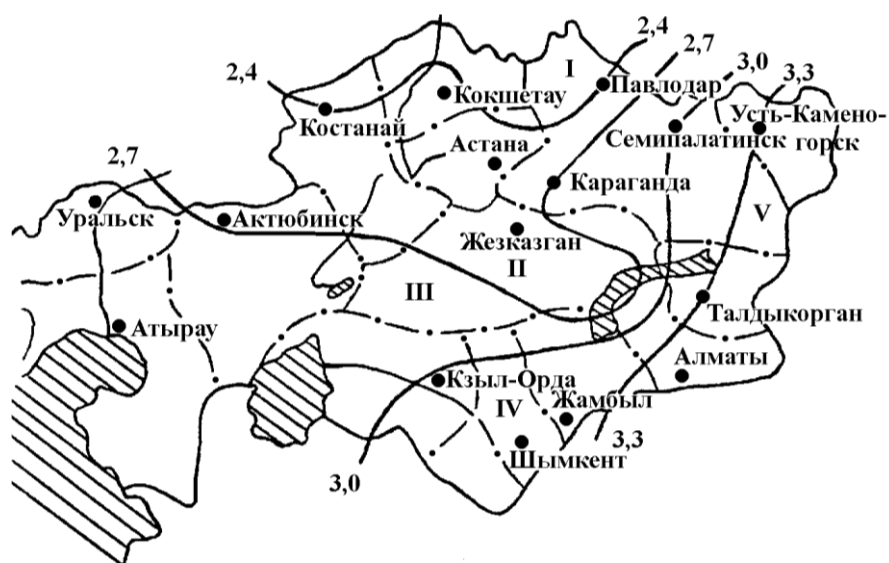 2,4
2,7
3,0
3,3
I
2,4
Павлодар
Кокшетау
Костанай
Усть-Камено-
горск
Семипалатинск
Астана
2,7
Караганда
V
Уральск
Актюбинск
Жезказган
II
III
Талдыкорган
Атырау
Алматы
Кзыл-Орда
Жамбыл
IV
3,3
Шымкент
3,0